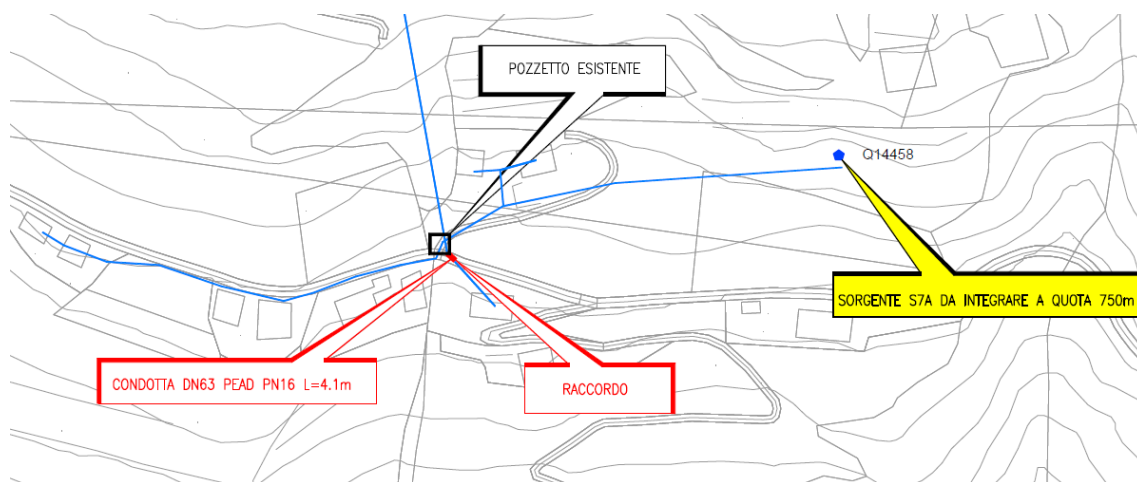 POZZETTO ESISTENTE
Q14458
SORGENTE S7A DA INTEGRARE A QUOTA 750m
CONDOTTA DN63 PEAD PN16 L=4.1m
RACCORDO